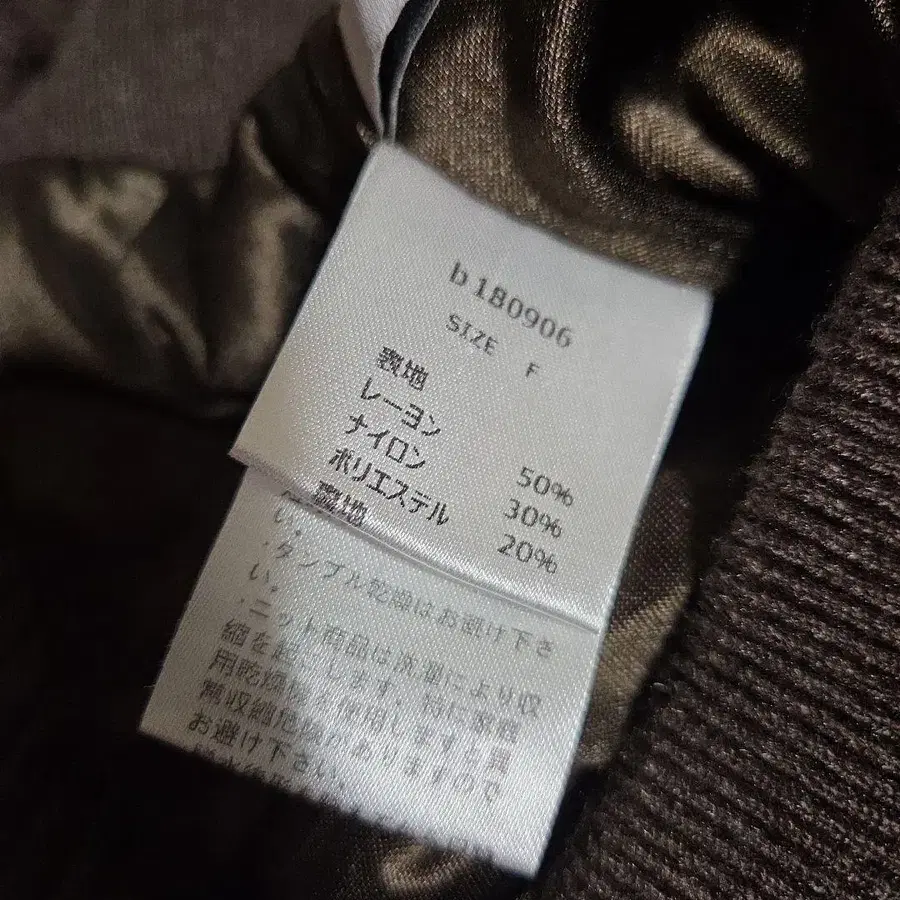 b180906
SIZE F
表地
レーヨン 50%
ナイロン 30%
ポリエステル 20%
裏地
い。
・タンブル乾燥はお避け下さ
い。
・ニット商品は洗濯により収
縮を起こします。特に家庭
用乾燥機を使用しますと異
常収縮
がありますので
お避け下さい。